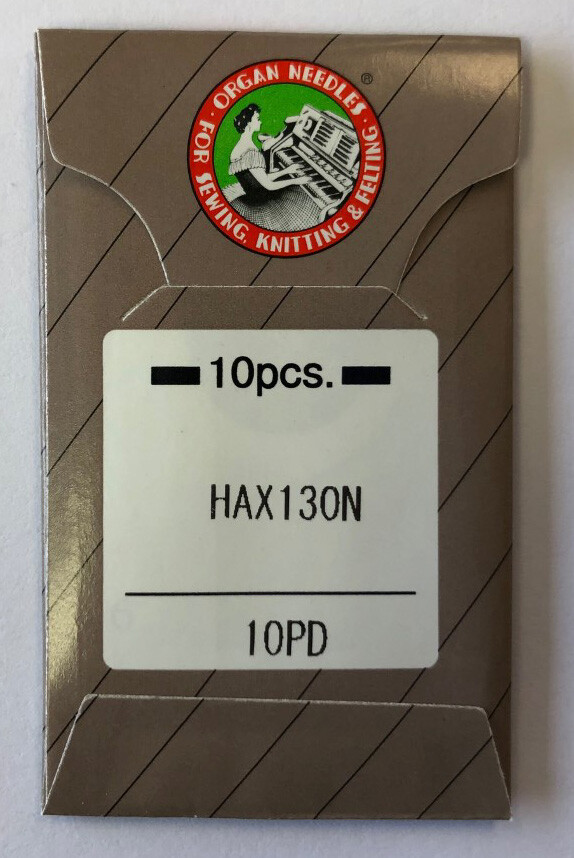 ORGAN NEEDLES ®
· FOR SEWING, KNITTING & FELTING ·
10pcs.
HAX130N
10PD